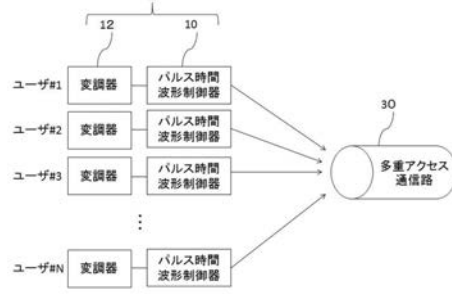 12
10
ユーザ#1
変調器
パルス時間
波形制御器
30
ユーザ#2
変調器
パルス時間
波形制御器
ユーザ#3
変調器
パルス時間
波形制御器
多重アクセス
通信路
⋮
ユーザ#N
変調器
パルス時間
波形制御器